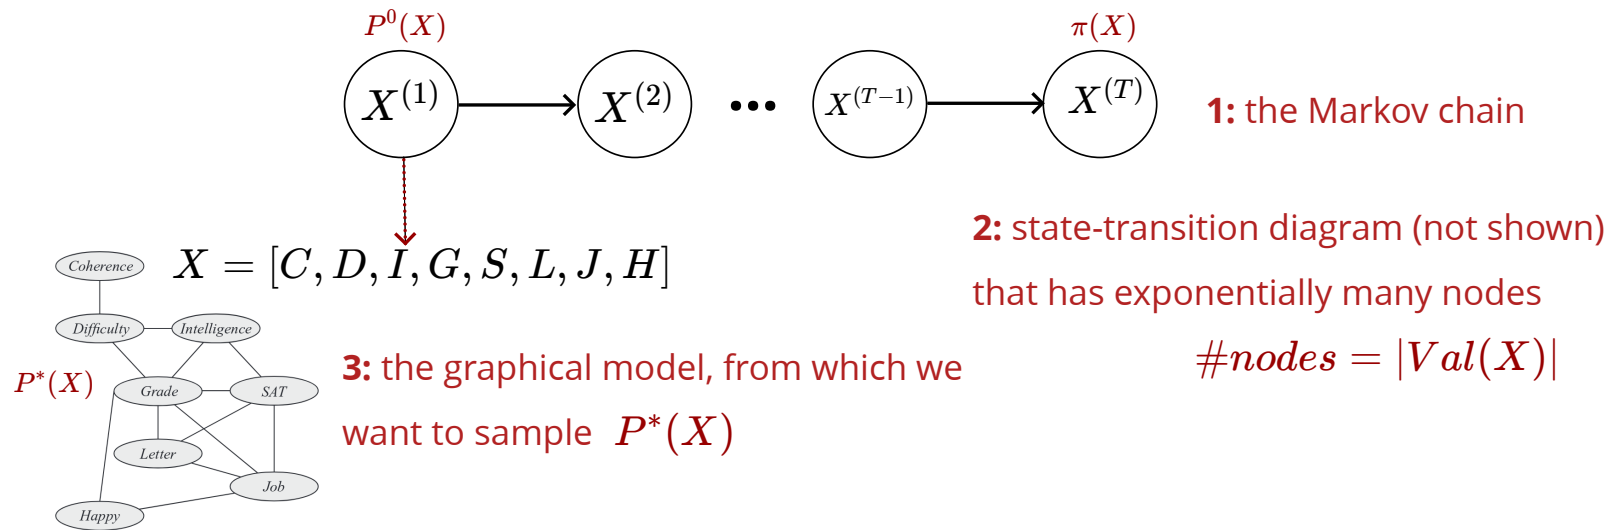 P⁰(X)
π(X)
X⁽¹⁾
X⁽²⁾
...
X⁽ᵀ⁻¹⁾
X⁽ᵀ⁾
1: the Markov chain
2: state-transition diagram (not shown)
that has exponentially many nodes
#nodes = |Val(X)|
X = [C, D, I, G, S, L, J, H]
Coherence
Difficulty
Intelligence
P*(X)
Grade
SAT
Letter
Job
Happy
3: the graphical model, from which we
want to sample P*(X)